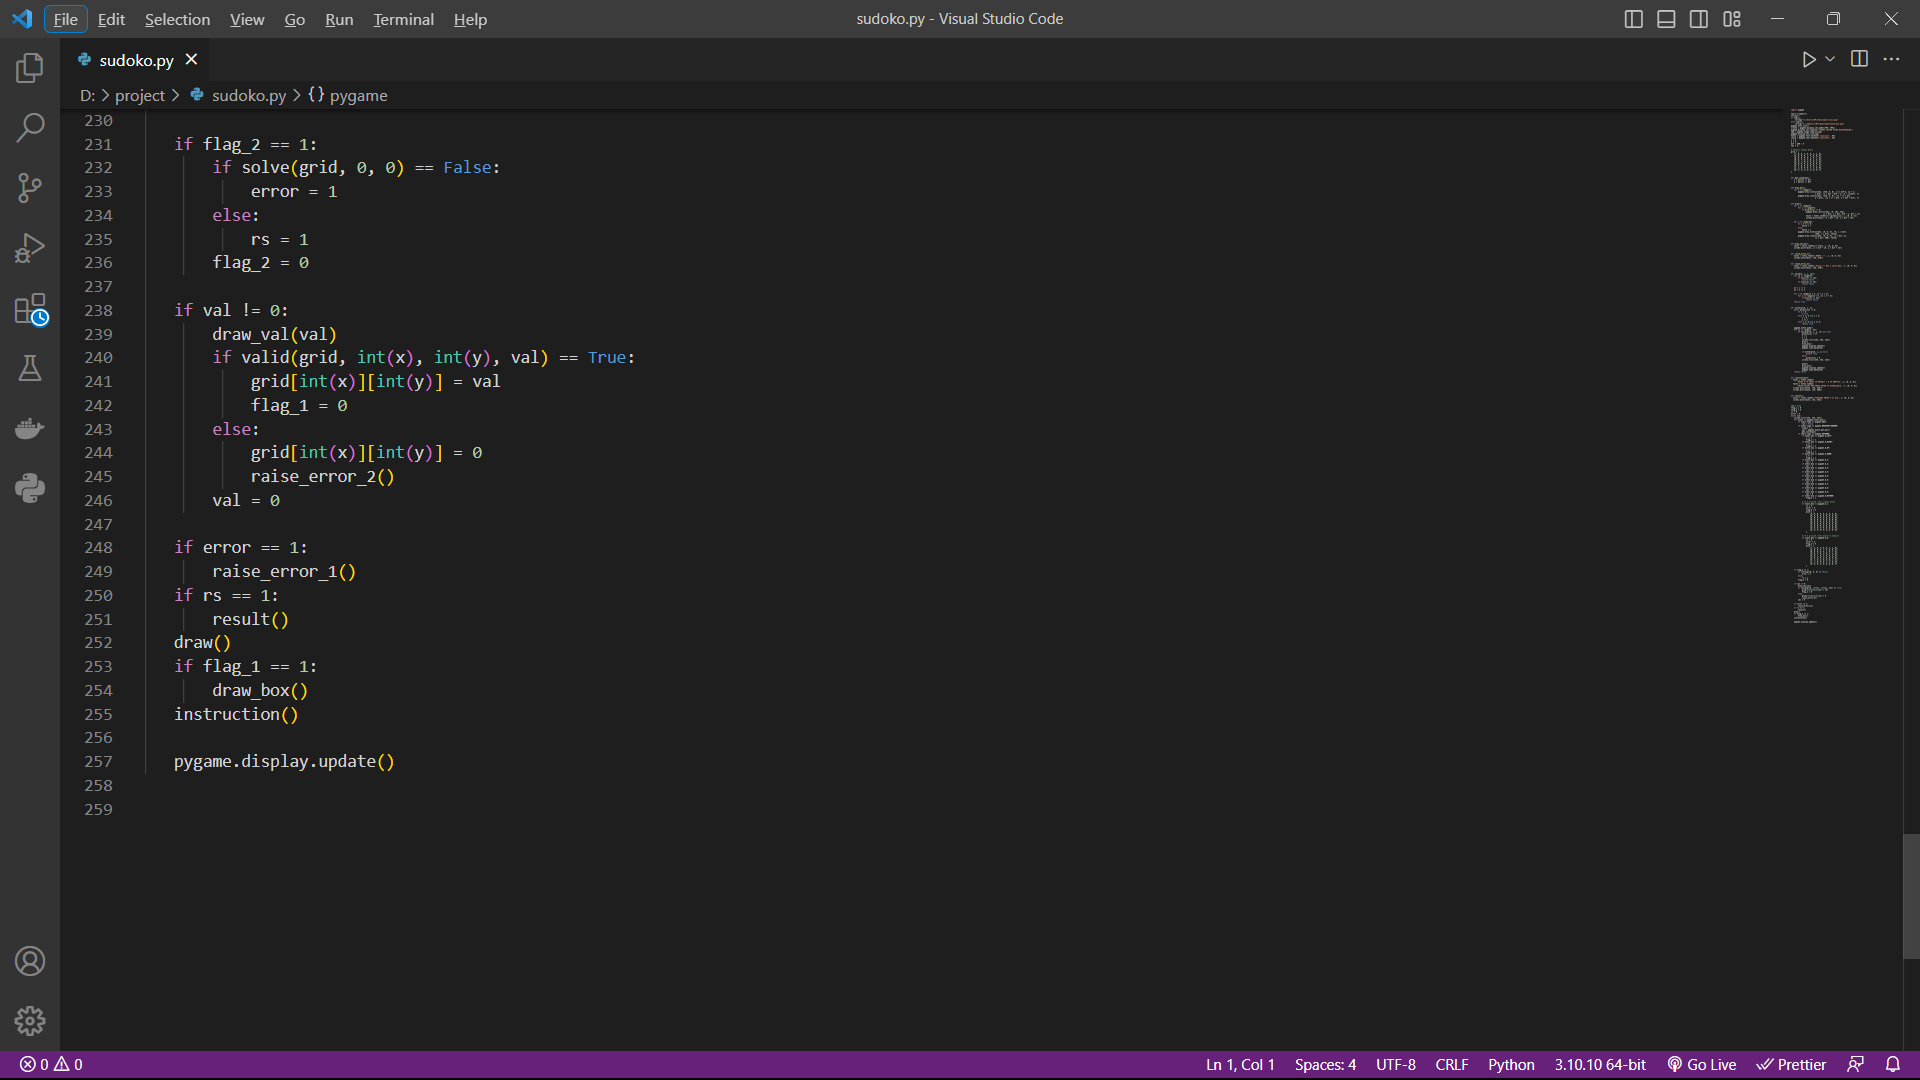 File Edit Selection View Go Run Terminal Help
sudoko.py - Visual Studio Code
sudoko.py
D: > project > sudoko.py > {} pygame
230
231 if flag_2 == 1:
232 if solve(grid, 0, 0) == False:
233 error = 1
234 else:
235 rs = 1
236 flag_2 = 0
237
238 if val != 0:
239 draw_val(val)
240 if valid(grid, int(x), int(y), val) == True:
241 grid[int(x)][int(y)] = val
242 flag_1 = 0
243 else:
244 grid[int(x)][int(y)] = 0
245 raise_error_2()
246 val = 0
247
248 if error == 1:
249 raise_error_1()
250 if rs == 1:
251 result()
252 draw()
253 if flag_1 == 1:
254 draw_box()
255 instruction()
256
257 pygame.display.update()
258
259
0 0 Ln 1, Col 1 Spaces: 4 UTF-8 CRLF Python 3.10.10 64-bit Go Live Prettier